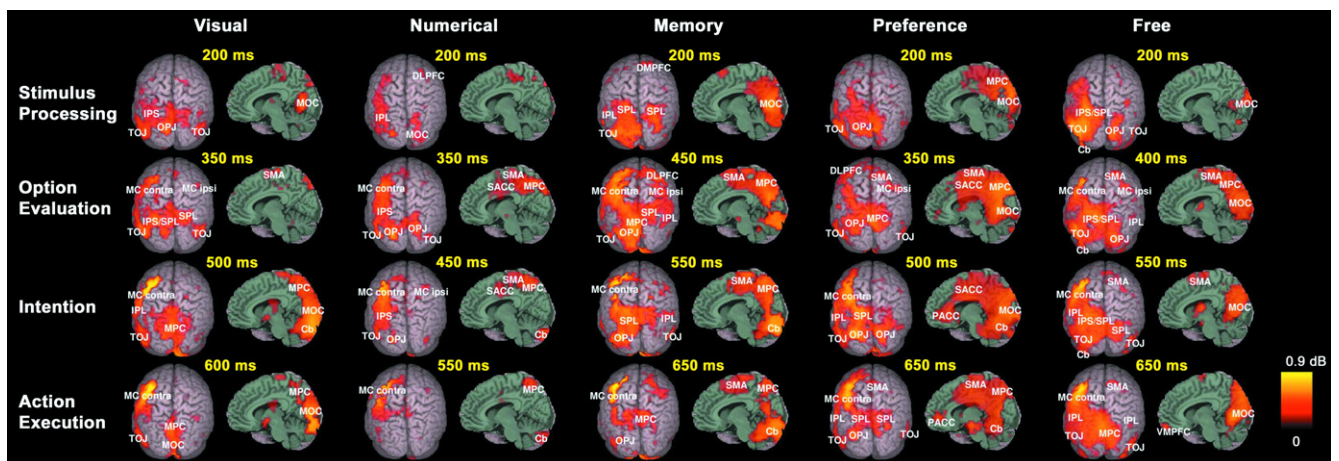 Visual Numerical Memory Preference Free
200 ms 200 ms 200 ms 200 ms 200 ms
Stimulus Processing
IPS TOJ OPJ TOJ MOC
DLPFC IPL MOC
DMPFC IPL SPL SPL TOJ MOC
TOJ OPJ MPC MOC
IPS/SPL TOJ OPJ TOJ Cb MOC
350 ms 350 ms 450 ms 350 ms 400 ms
Option Evaluation
MC contra MC ipsi IPS/SPL SPL TOJ TOJ SMA
MC contra IPS OPJ TOJ OPJ TOJ SMA SACC MPC
DLPFC MC contra MC ipsi SPL IPL MPC TOJ OPJ SMA MPC
DLPFC SMA MC ipsi OPJ MPC TOJ TOJ SMA SACC MPC MOC
SMA MC contra MC ipsi IPS/SPL IPL TOJ OPJ Cb SMA MPC MOC
500 ms 450 ms 550 ms 500 ms 550 ms
Intention
MC contra IPL MPC TOJ MPC MOC Cb
MC contra MC ipsi IPS TOJ OPJ SMA SACC MPC Cb
MC contra SPL IPL OPJ TOJ SMA MPC Cb
MC contra IPL SPL TOJ OPJ OPJ SACC PACC MOC
SMA MC contra IPL IPS/SPL SPL TOJ TOJ Cb SMA MOC
600 ms 550 ms 650 ms 650 ms 650 ms
0.9 dB
Action Execution
MC contra MPC TOJ MOC MPC MOC
MC contra MPC Cb
MC contra MPC OPJ SMA MPC Cb
SMA MC contra IPL SPL SPL TOJ OPJ TOJ SMA MPC PACC Cb
SMA MC contra IPL IPL TOJ MPC MOC VMPFC
0